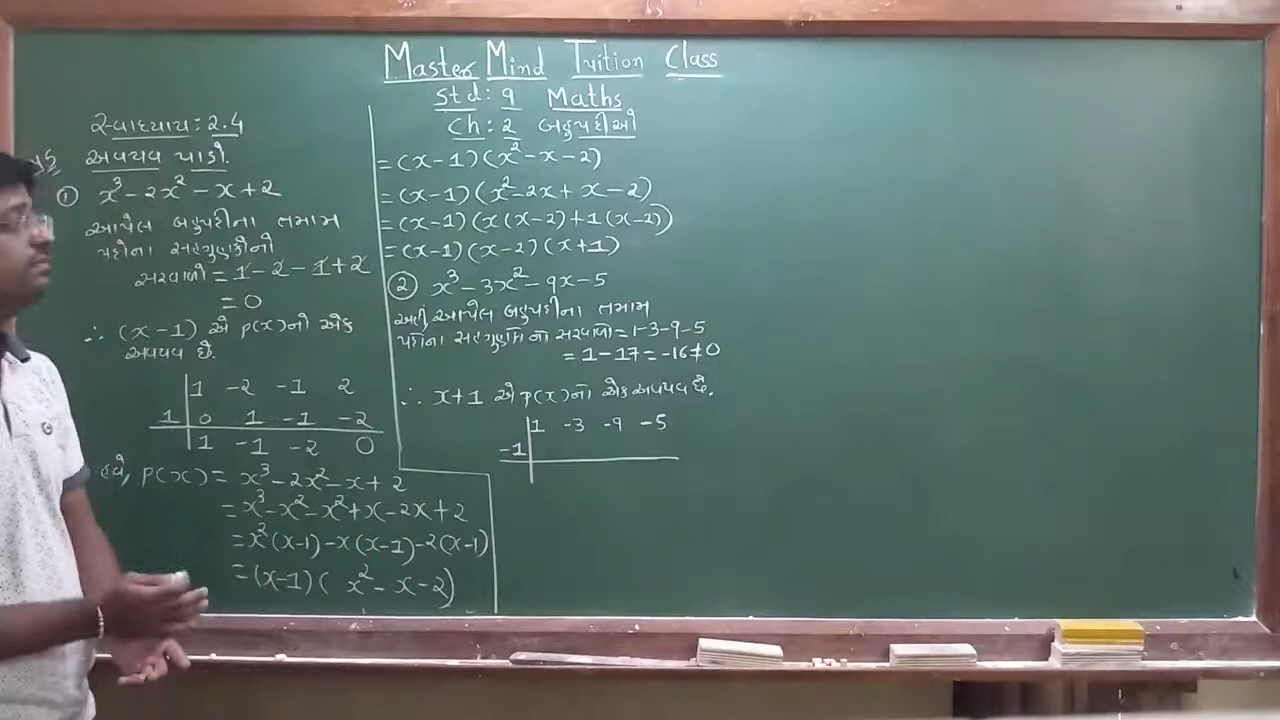 Master Mind Tuition Class
Std: 9 Maths
Ch: 2 બહુપદીઓ
સ્વાધ્યાય: 2.4
અવયવ પાડો.
① x³ - 2x² - x + 2
આપેલ બહુપદીના તમામ
પદોના સહગુણકોનો
સરવાળો = 1 - 2 - 1 + 2
= 0
∴ (x-1) એ p(x)નો એક
અવયવ છે.
1 -2 -1 2
1 0 1 -1 -2
1 -1 -2 0
હવે, p(x) = x³ - 2x² - x + 2
= x³ - x² - x² + x - 2x + 2
= x²(x-1) - x(x-1) - 2(x-1)
= (x-1)( x² - x - 2)
= (x-1)(x² - x - 2)
= (x-1)(x² - 2x + x - 2)
= (x-1)(x(x-2) + 1(x-2))
= (x-1)(x-2)(x+1)
② x³ - 3x² - 9x - 5
અહીં આપેલ બહુપદીના તમામ
પદોના સહગુણકોનો સરવાળો = 1-3-9-5
= 1 - 17 = -16 ≠ 0
∴ x+1 એ p(x)નો એક અવયવ છે.
1 -3 -9 -5
-1